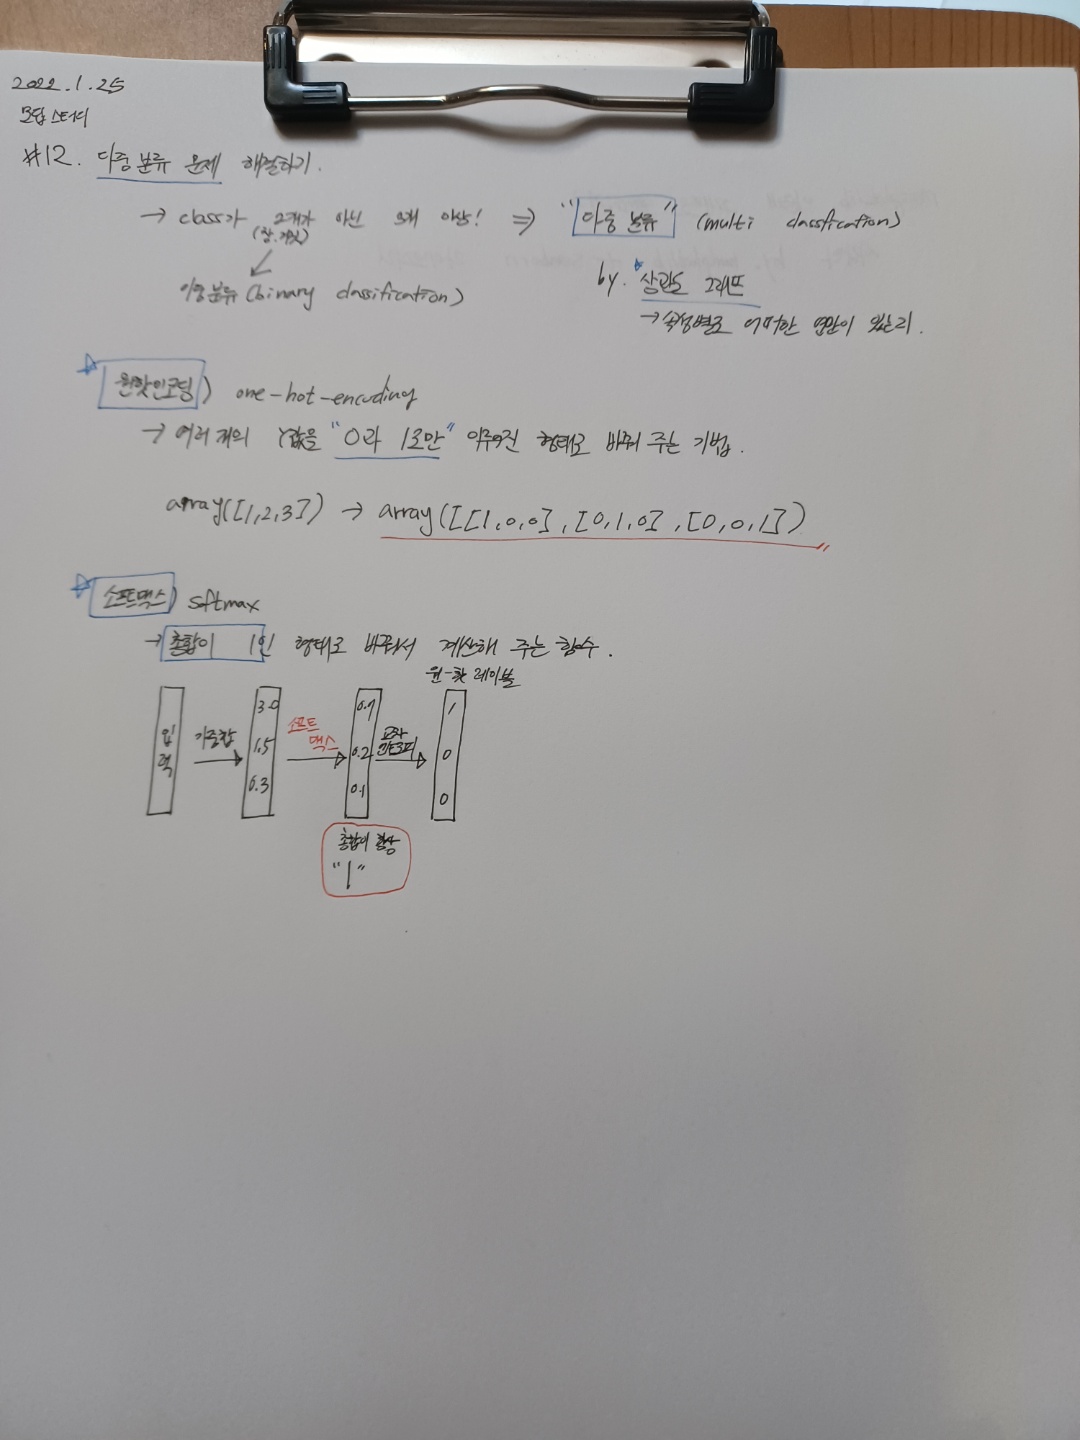 2022.1.25
모딥스터디
#12. 다중 분류 문제 해결하기.
→ class가 2개가 아닌 3개 이상! ⇒ "다중 분류" (multi classification)
(참.거짓)
이항분류(binary classification)
by. *상관도 그래프
→ 속성별로 어떠한 연관이 있는지.
원핫인코딩) one-hot-encoding
→ 여러 개의 Y값을 "0과 1로만" 이루어진 형태로 바꿔 주는 기법.
array([1,2,3]) → array([[1,0,0],[0,1,0],[0,0,1])
소프트맥스) softmax
→ 총합이 1인 형태로 바꿔서 계산해 주는 함수.
원-핫 레이블
입력 가중합 3.0 1.5 0.3 소프트맥스 0.7 0.2 0.1 교차 엔트로피 1 0 0
총합이 항상
"1"